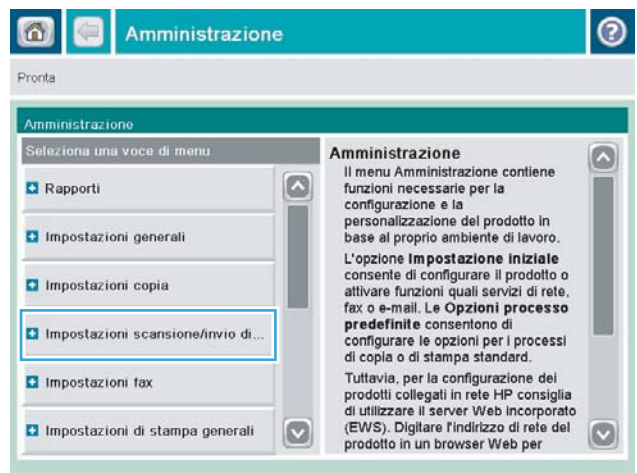 Amministrazione
?
Pronta
Amministrazione
Seleziona una voce di menu
Rapporti
Impostazioni generali
Impostazioni copia
Impostazioni scansione/invio di...
Impostazioni fax
Impostazioni di stampa generali
Amministrazione
Il menu Amministrazione contiene
funzioni necessarie per la
configurazione e la
personalizzazione del prodotto in
base al proprio ambiente di lavoro.
L'opzione Impostazione iniziale
consente di configurare il prodotto o
attivare funzioni quali servizi di rete,
fax o e-mail. Le Opzioni processo
predefinite consentono di
configurare le opzioni per i processi
di copia o di stampa standard.
Tuttavia, per la configurazione dei
prodotti collegati in rete HP consiglia
di utilizzare il server Web incorporato
(EWS). Digitare l'indirizzo di rete del
prodotto in un browser Web per